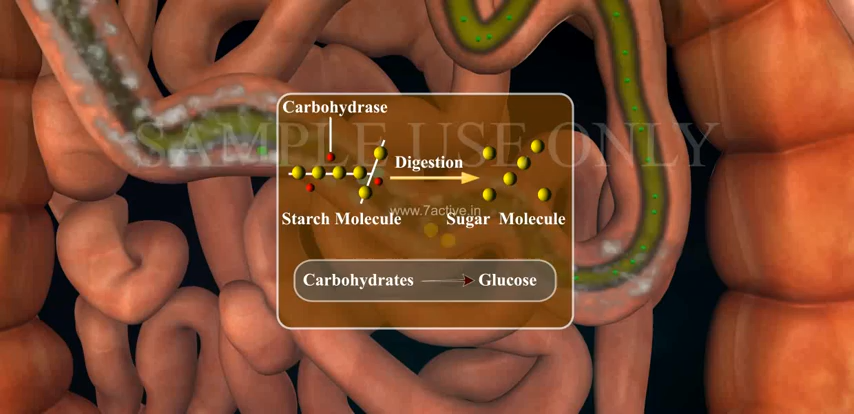 Carbohydrase
SAMPLE USE ONLY
Digestion
www.7active.in
Starch Molecule
Sugar Molecule
Carbohydrates
Glucose